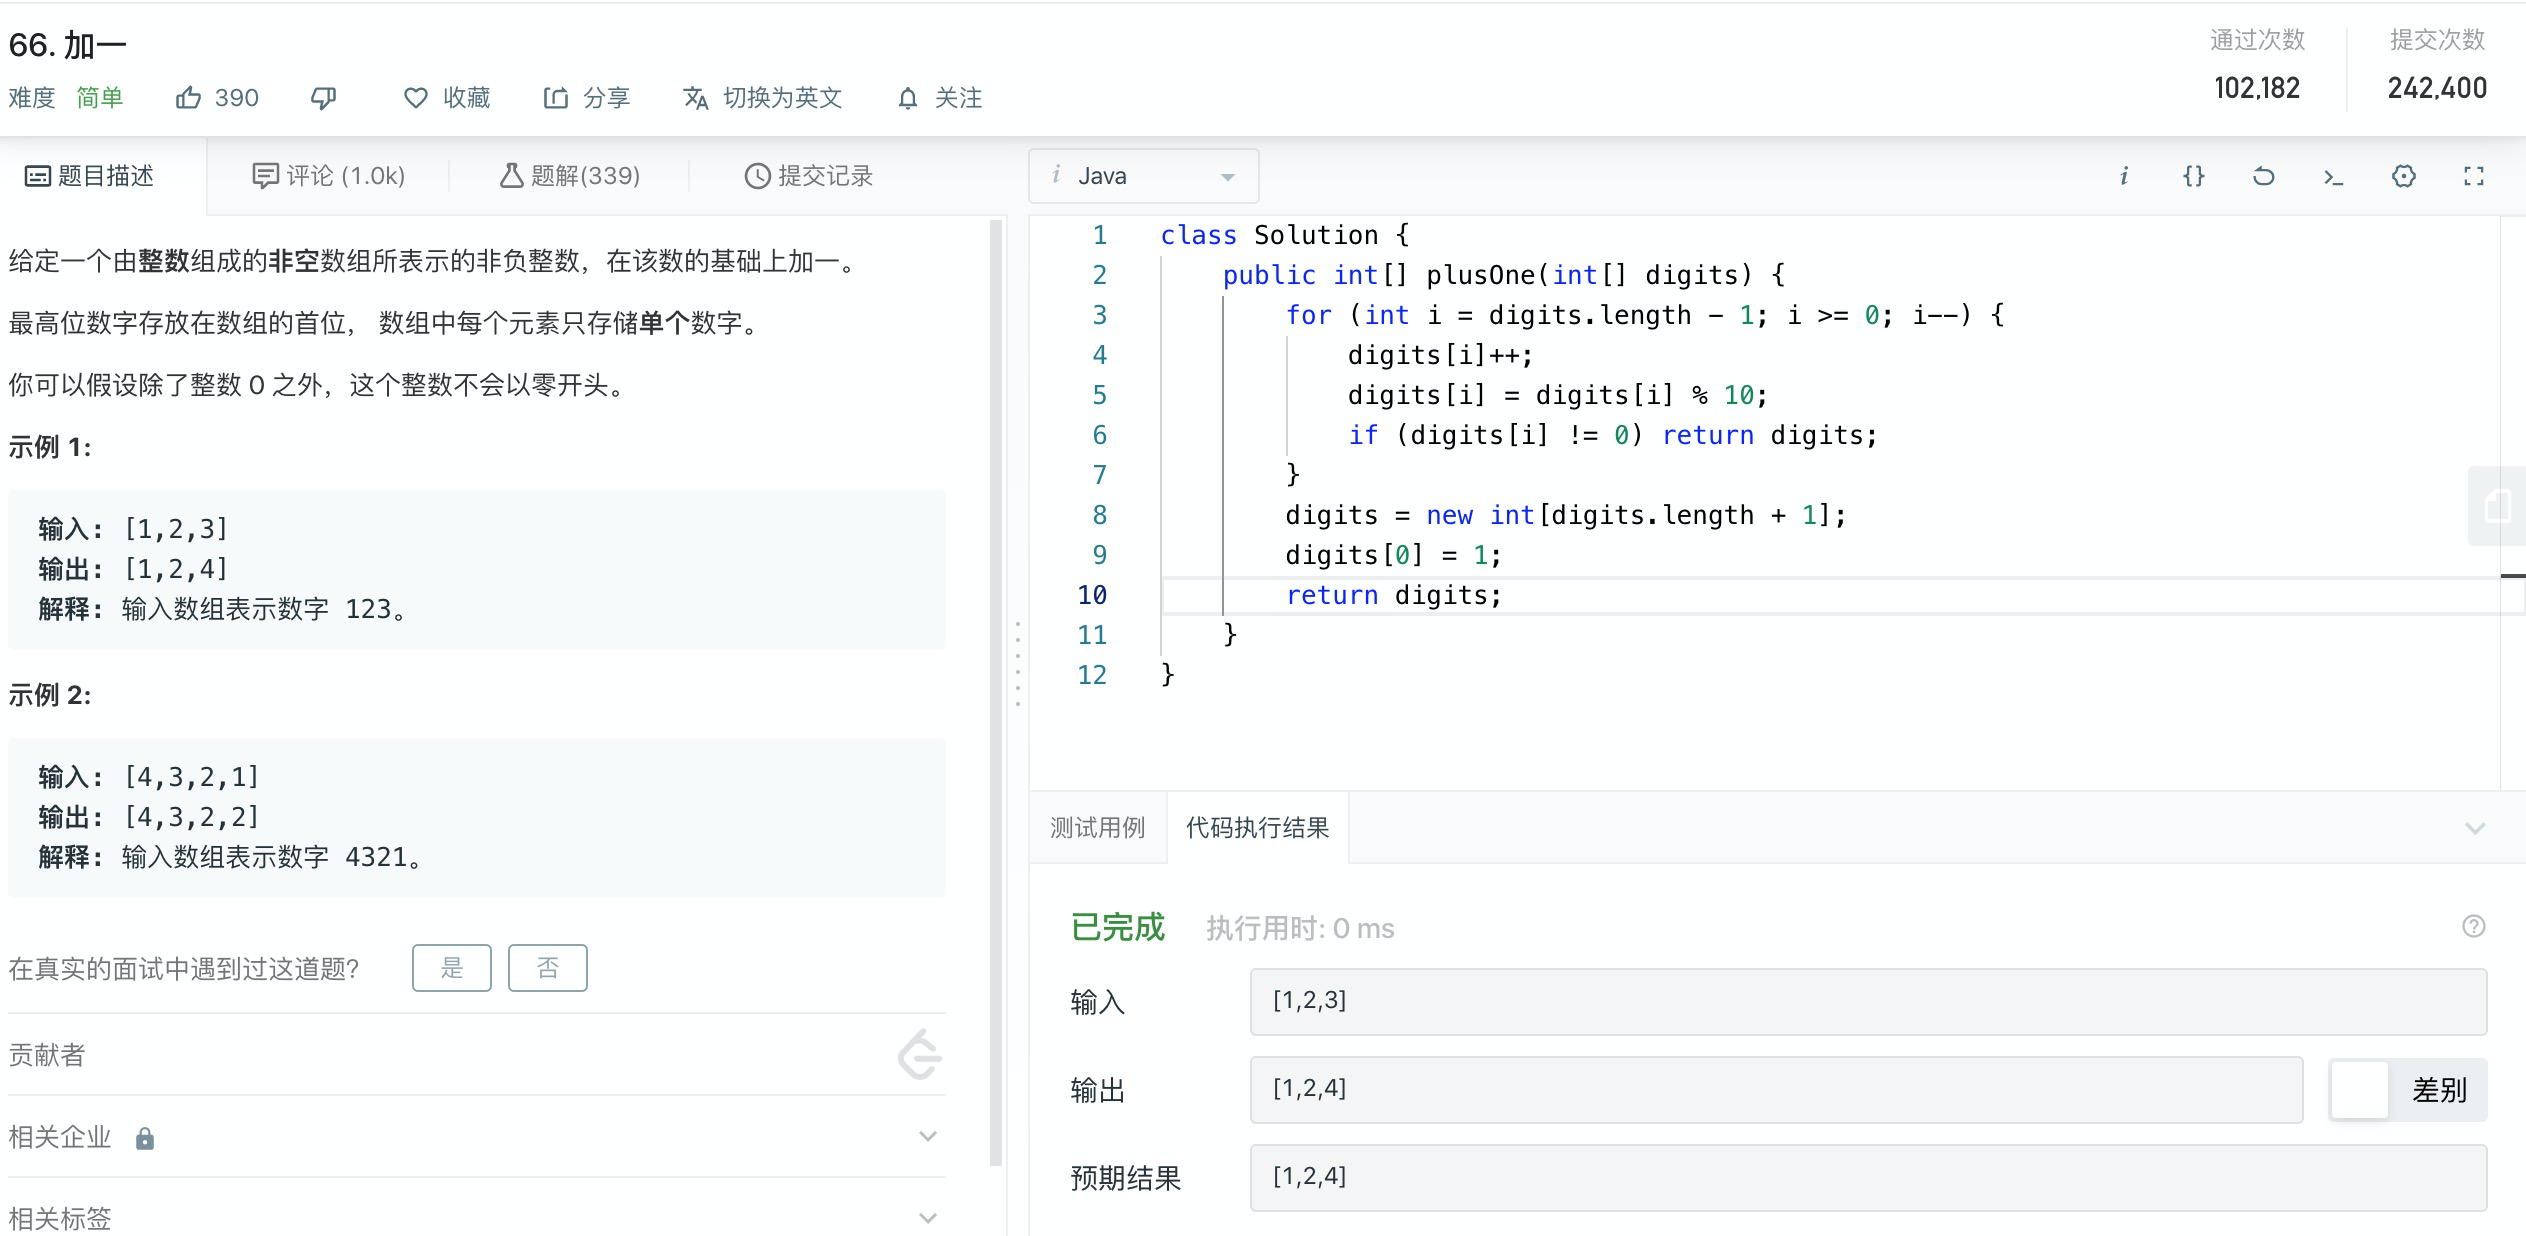 66. 加一
通过次数
提交次数
难度 简单 390 收藏 分享 切换为英文 关注
102,182
242,400
题目描述
评论 (1.0k)
题解(339)
提交记录
给定一个由整数组成的非空数组所表示的非负整数，在该数的基础上加一。
最高位数字存放在数组的首位， 数组中每个元素只存储单个数字。
你可以假设除了整数 0 之外，这个整数不会以零开头。
示例 1:
输入: [1,2,3]
输出: [1,2,4]
解释: 输入数组表示数字 123。
示例 2:
输入: [4,3,2,1]
输出: [4,3,2,2]
解释: 输入数组表示数字 4321。
在真实的面试中遇到过这道题? 是 否
贡献者
相关企业
相关标签
i Java
i {} >_
1 class Solution {
2 public int[] plusOne(int[] digits) {
3 for (int i = digits.length - 1; i >= 0; i--) {
4 digits[i]++;
5 digits[i] = digits[i] % 10;
6 if (digits[i] != 0) return digits;
7 }
8 digits = new int[digits.length + 1];
9 digits[0] = 1;
10 return digits;
11 }
12 }
测试用例
代码执行结果
已完成 执行用时: 0 ms
输入 [1,2,3]
输出 [1,2,4] 差别
预期结果 [1,2,4]